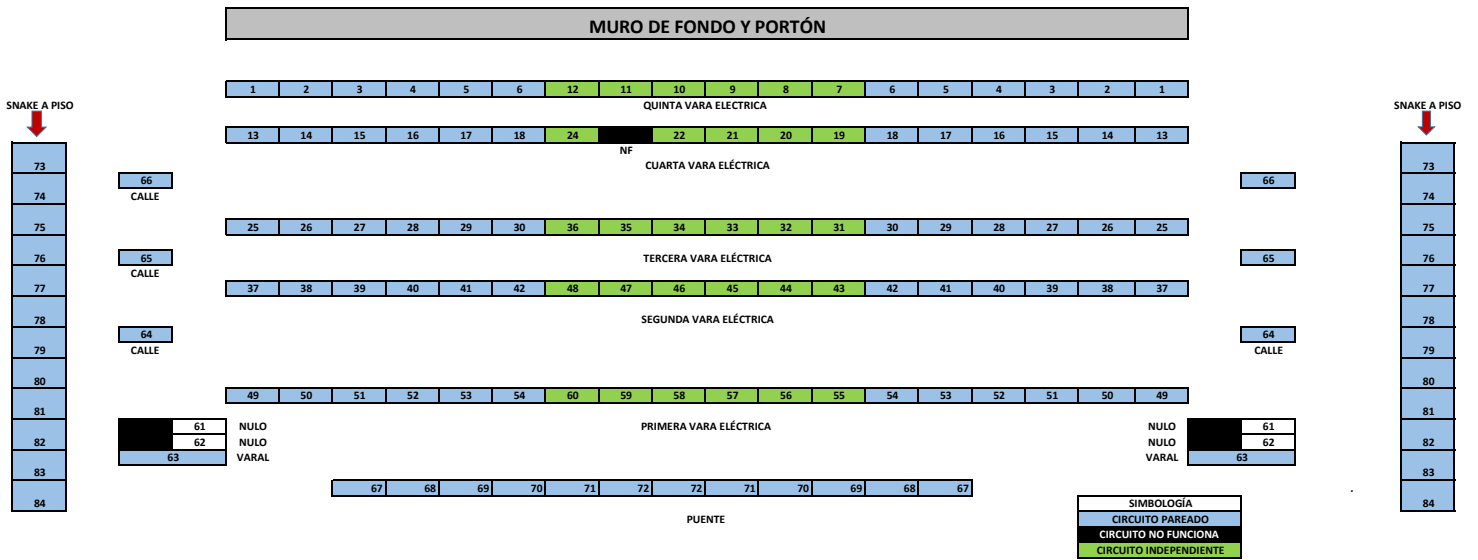 MURO DE FONDO Y PORTÓN
1 2 3 4 5 6 12 11 10 9 8 7 6 5 4 3 2 1
QUINTA VARA ELECTRICA
SNAKE A PISO SNAKE A PISO
13 14 15 16 17 18 24 22 21 20 19 18 17 16 15 14 13
NF
CUARTA VARA ELÉCTRICA
73 73
66 66
74 CALLE 74
75 25 26 27 28 29 30 36 35 34 33 32 31 30 29 28 27 26 25 75
76 65 TERCERA VARA ELÉCTRICA 65 76
CALLE
77 37 38 39 40 41 42 48 47 46 45 44 43 42 41 40 39 38 37 77
78 SEGUNDA VARA ELÉCTRICA 78
64 64
79 CALLE CALLE 79
80 80
49 50 51 52 53 54 60 59 58 57 56 55 54 53 52 51 50 49
81 81
61 NULO PRIMERA VARA ELÉCTRICA NULO 61
82 62 NULO NULO 62 82
63 VARAL VARAL 63
83 83
67 68 69 70 71 72 72 71 70 69 68 67
84 84
SIMBOLOGÍA
PUENTE CIRCUITO PAREADO
CIRCUITO NO FUNCIONA
CIRCUITO INDEPENDIENTE